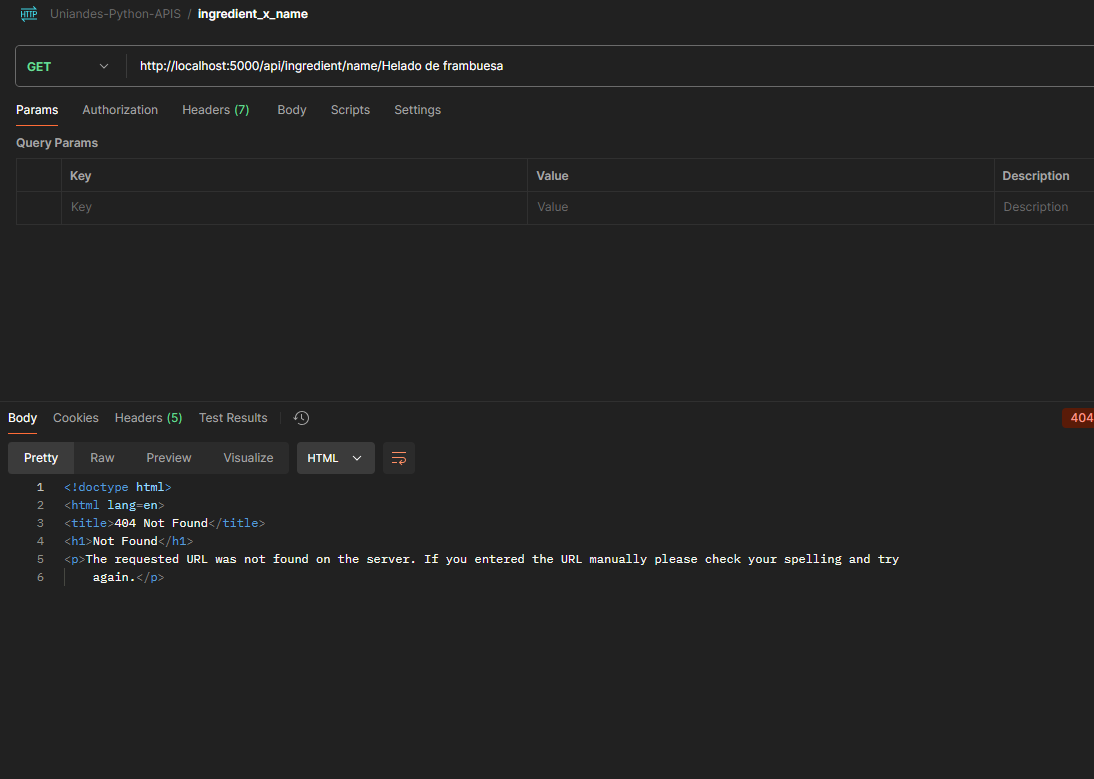 HTTP Uniandes-Python-APIS / ingredient_x_name
GET http://localhost:5000/api/ingredient/name/Helado de frambuesa
Params Authorization Headers (7) Body Scripts Settings
Query Params
Key Value Description
Key Value Description
Body Cookies Headers (5) Test Results 404
Pretty Raw Preview Visualize HTML
1 <!doctype html>
2 <html lang=en>
3 <title>404 Not Found</title>
4 <h1>Not Found</h1>
5 <p>The requested URL was not found on the server. If you entered the URL manually please check your spelling and try
6 again.</p>